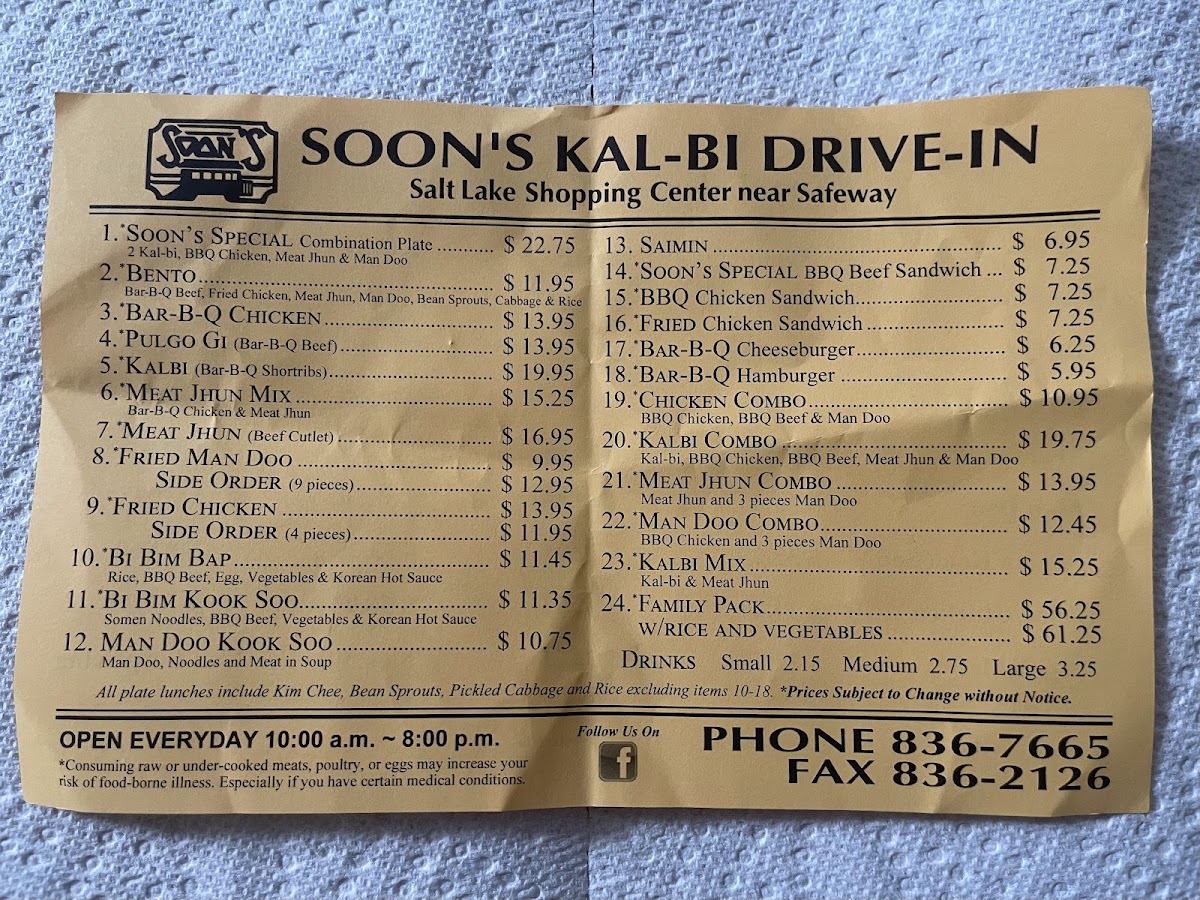 SOON'S
SOON'S KAL-BI DRIVE-IN
Salt Lake Shopping Center near Safeway
1.*SOON'S SPECIAL Combination Plate .......... $ 22.75
2 Kal-bi, BBQ Chicken, Meat Jhun & Man Doo
2.*BENTO.................................................... $ 11.95
Bar-B-Q Beef, Fried Chicken, Meat Jhun, Man Doo, Bean Sprouts, Cabbage & Rice
3.*BAR-B-Q CHICKEN.............................. $ 13.95
4.*PULGO GI (Bar-B-Q Beef)........................... $ 13.95
5.*KALBI (Bar-B-Q Shortribs)............................. $ 19.95
6.*MEAT JHUN MIX................................... $ 15.25
Bar-B-Q Chicken & Meat Jhun
7.*MEAT JHUN (Beef Cutlet)........................... $ 16.95
8.*FRIED MAN DOO.................................. $ 9.95
SIDE ORDER (9 pieces)........................ $ 12.95
9.*FRIED CHICKEN..................................... $ 13.95
SIDE ORDER (4 pieces)........................ $ 11.95
10.*BI BIM BAP............................................. $ 11.45
Rice, BBQ Beef, Egg, Vegetables & Korean Hot Sauce
11.*BI BIM KOOK SOO................................. $ 11.35
Somen Noodles, BBQ Beef, Vegetables & Korean Hot Sauce
12. MAN DOO KOOK SOO........................... $ 10.75
Man Doo, Noodles and Meat in Soup
13. SAIMIN.................................................... $ 6.95
14.*SOON'S SPECIAL BBQ Beef Sandwich ... $ 7.25
15.*BBQ Chicken Sandwich........................... $ 7.25
16.*FRIED Chicken Sandwich......................... $ 7.25
17.*BAR-B-Q Cheeseburger........................... $ 6.25
18.*BAR-B-Q Hamburger ............................. $ 5.95
19.*CHICKEN COMBO................................... $ 10.95
BBQ Chicken, BBQ Beef & Man Doo
20.*KALBI COMBO........................................ $ 19.75
Kal-bi, BBQ Chicken, BBQ Beef, Meat Jhun & Man Doo
21.*MEAT JHUN COMBO............................... $ 13.95
Meat Jhun and 3 pieces Man Doo
22.*MAN DOO COMBO................................. $ 12.45
BBQ Chicken and 3 pieces Man Doo
23.*KALBI MIX............................................. $ 15.25
Kal-bi & Meat Jhun
24.*FAMILY PACK.......................................... $ 56.25
W/RICE AND VEGETABLES..................... $ 61.25
DRINKS Small 2.15 Medium 2.75 Large 3.25
All plate lunches include Kim Chee, Bean Sprouts, Pickled Cabbage and Rice excluding items 10-18. *Prices Subject to Change without Notice.
OPEN EVERYDAY 10:00 a.m. ~ 8:00 p.m.
*Consuming raw or under-cooked meats, poultry, or eggs may increase your
risk of food-borne illness. Especially if you have certain medical conditions.
Follow Us On
f
PHONE 836-7665
FAX 836-2126